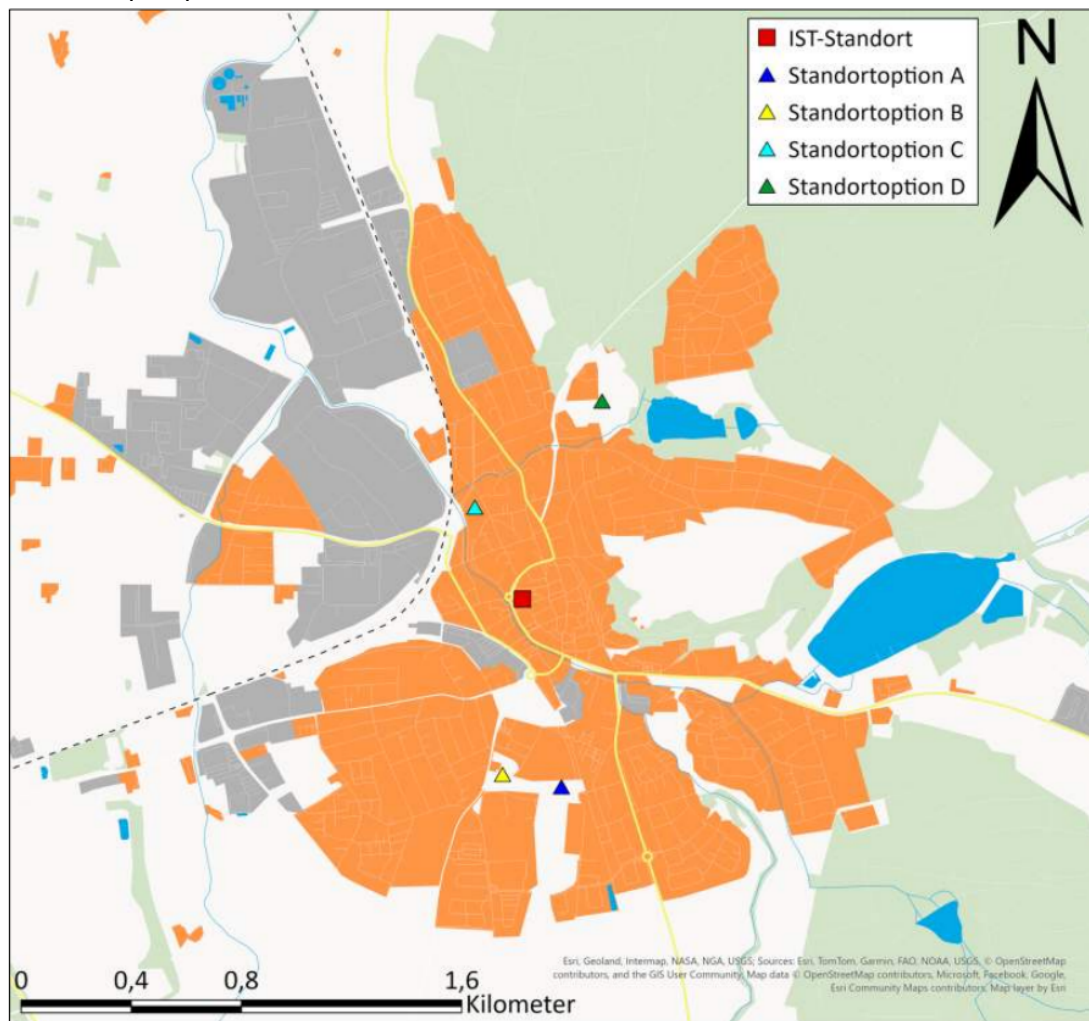 IST-Standort
Standortoption A
Standortoption B
Standortoption C
Standortoption D
N
0 0,4 0,8 1,6
Kilometer
Esri, Geoland, Intermap, NASA, NGA, USGS; Sources: Esri, TomTom, Garmin, FAO, NOAA, USGS, © OpenStreetMap
contributors, and the GIS User Community; Map data © OpenStreetMap contributors, Microsoft, Facebook, Google,
Esri Community Maps contributors, Map layer by Esri